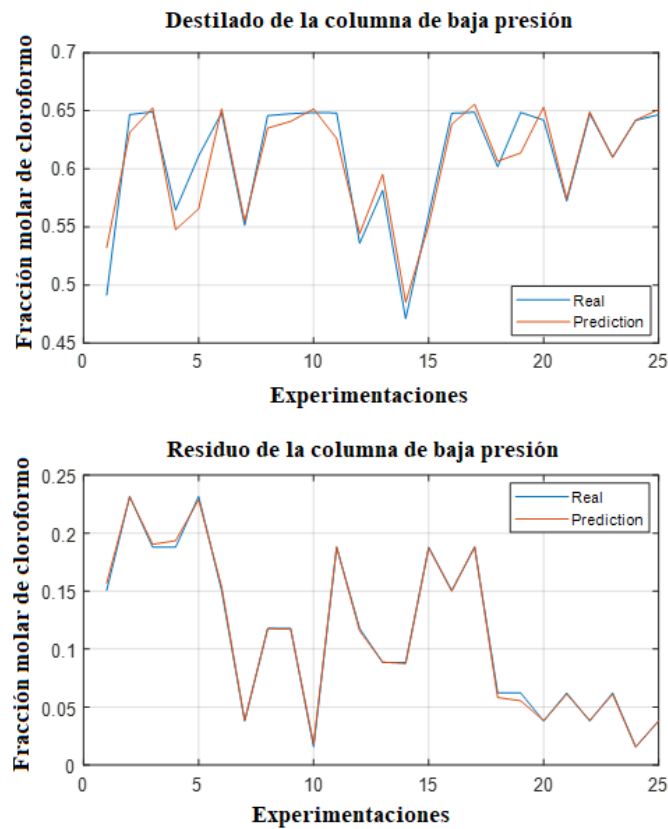 Destilado de la columna de baja presión
Fracción molar de cloroformo
0.7
0.65
0.6
0.55
0.5
0.45
Real
Prediction
0 5 10 15 20 25
Experimentaciones
Residuo de la columna de baja presión
Fracción molar de cloroformo
0.25
0.2
0.15
0.1
0.05
0
Real
Prediction
0 5 10 15 20 25
Experimentaciones